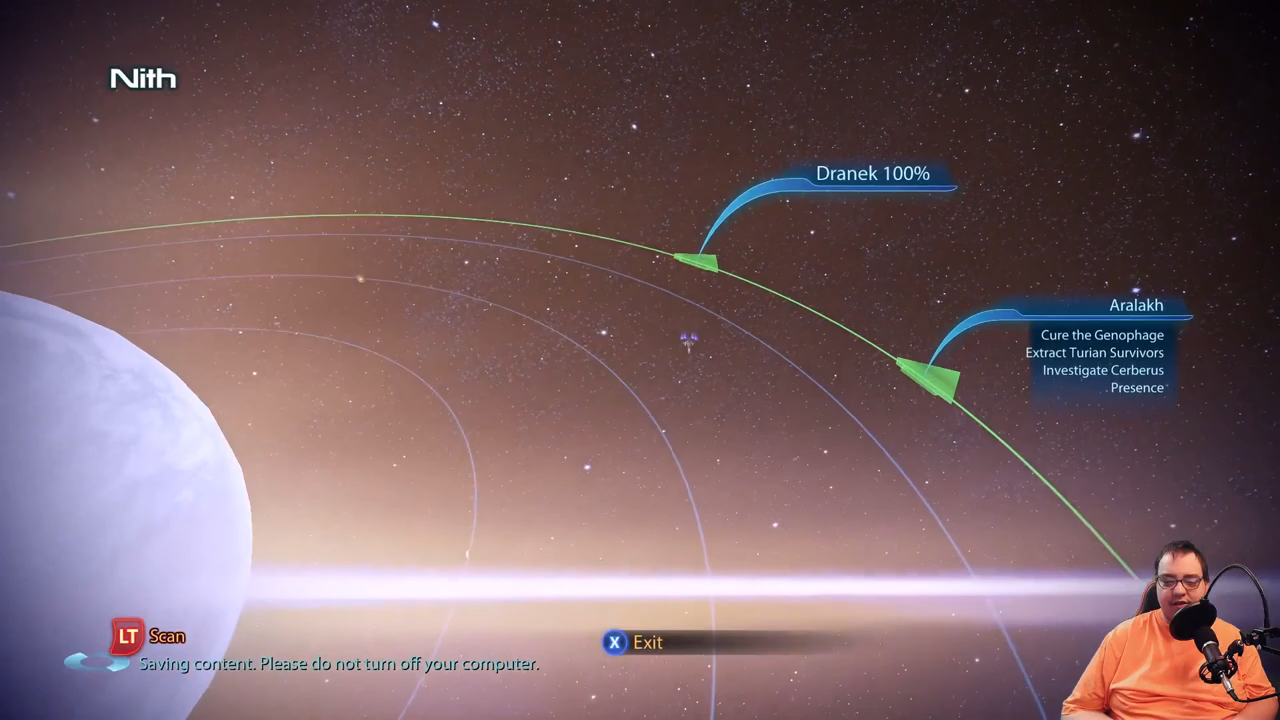 Nith
Dranek 100%
Aralakh
Cure the Genophage
Extract Turian Survivors
Investigate Cerberus
Presence
LT Scan
X Exit
Saving content. Please do not turn off your computer.